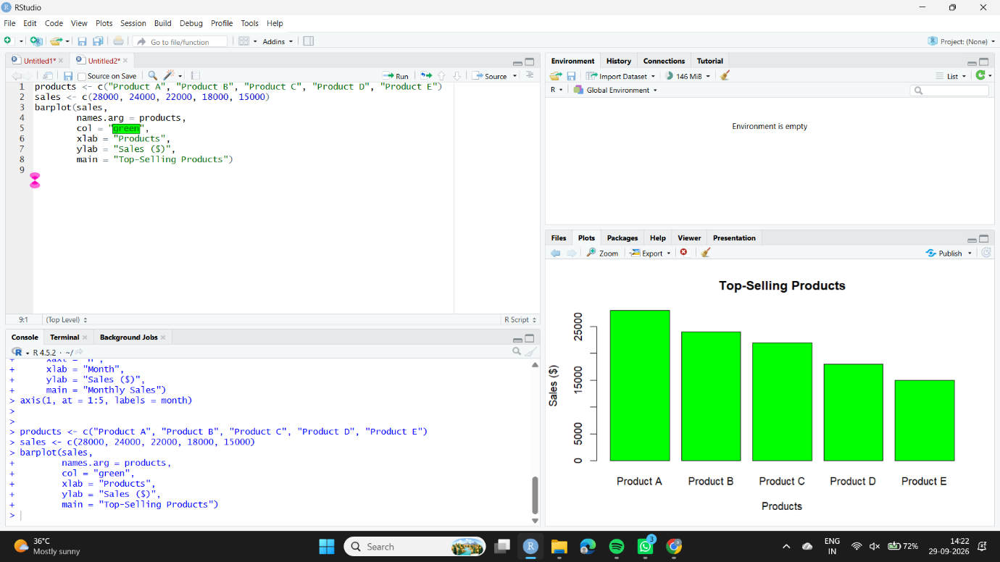 RStudio
File Edit Code View Plots Session Build Debug Profile Tools Help
Go to file/function Addins Project: (None)
Untitled1* Untitled2*
Source on Save Run Source
1 products <- c("Product A", "Product B", "Product C", "Product D", "Product E")
2 sales <- c(28000, 24000, 22000, 18000, 15000)
3 barplot(sales,
4 names.arg = products,
5 col = "green",
6 xlab = "Products",
7 ylab = "Sales ($)",
8 main = "Top-Selling Products")
9
9:1 (Top Level) R Script
Console Terminal Background Jobs
R 4.5.2 · ~/
+ xaxt = "n",
+ xlab = "Month",
+ ylab = "Sales ($)",
+ main = "Monthly Sales")
> axis(1, at = 1:5, labels = month)
>
>
> products <- c("Product A", "Product B", "Product C", "Product D", "Product E")
> sales <- c(28000, 24000, 22000, 18000, 15000)
> barplot(sales,
+ names.arg = products,
+ col = "green",
+ xlab = "Products",
+ ylab = "Sales ($)",
+ main = "Top-Selling Products")
>
Environment History Connections Tutorial
Import Dataset 146 MiB List
R Global Environment
Environment is empty
Files Plots Packages Help Viewer Presentation
Zoom Export Publish
Top-Selling Products
Sales ($)
25000
15000
5000
0
Product A Product B Product C Product D Product E
Products
36°C
Mostly sunny
Search
3
ENG
IN
72%
14:22
29-09-2026